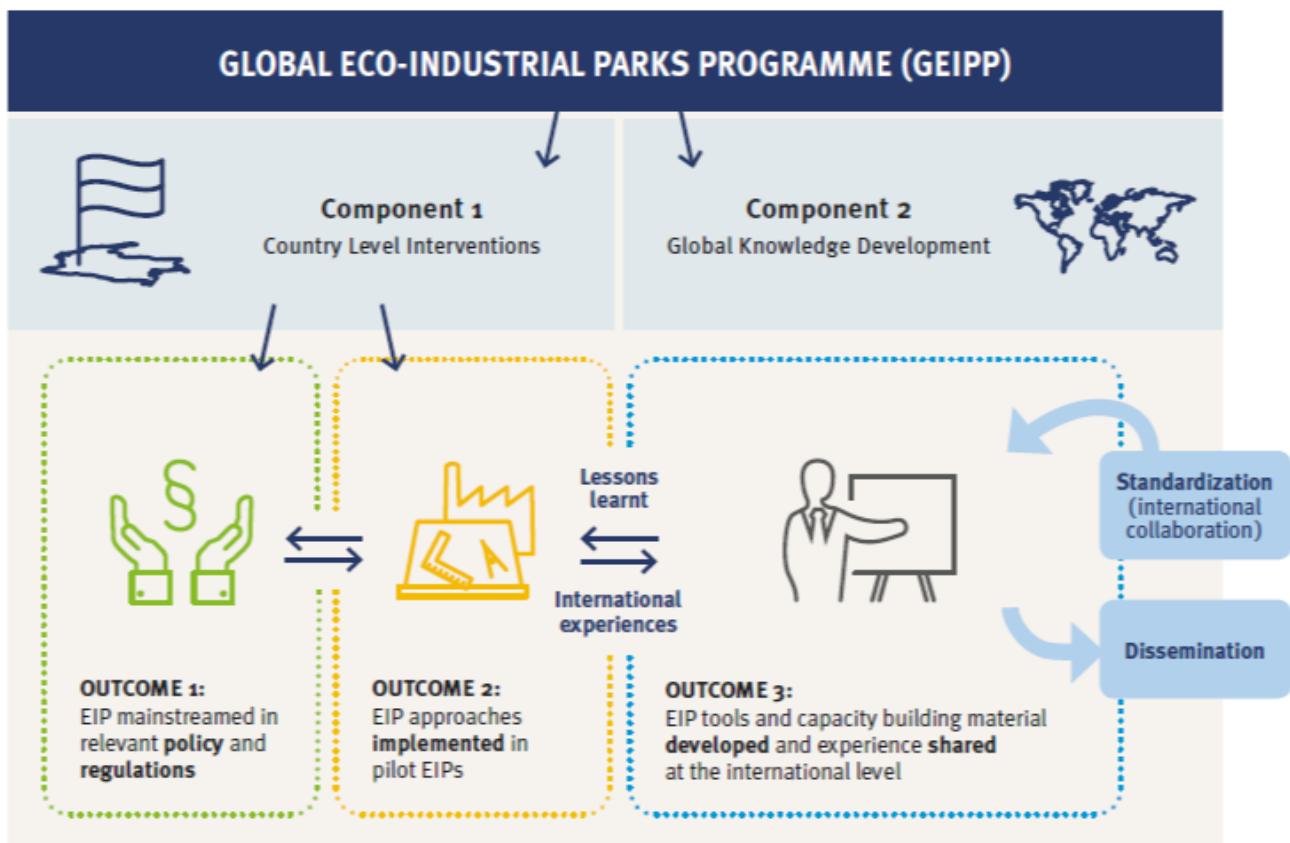 GLOBAL ECO-INDUSTRIAL PARKS PROGRAMME (GEIPP)
Component 1
Country Level Interventions
Component 2
Global Knowledge Development
Lessons
learnt
International
experiences
Standardization
(international
collaboration)
Dissemination
OUTCOME 1:
EIP mainstreamed in
relevant policy and
regulations
OUTCOME 2:
EIP approaches
implemented in
pilot EIPs
OUTCOME 3:
EIP tools and capacity building material
developed and experience shared
at the international level